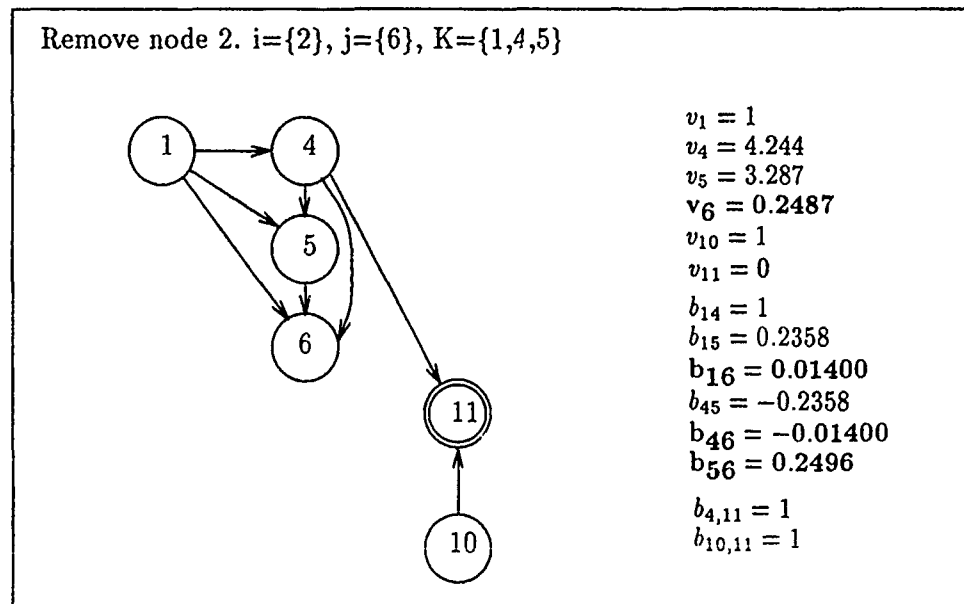 Remove node 2. i={2}, j={6}, K={1,4,5}
1
4
5
6
11
10
v₁ = 1
v₄ = 4.244
v₅ = 3.287
v₆ = 0.2487
v₁₀ = 1
v₁₁ = 0
b₁₄ = 1
b₁₅ = 0.2358
b₁₆ = 0.01400
b₄₅ = −0.2358
b₄₆ = −0.01400
b₅₆ = 0.2496
b₄,₁₁ = 1
b₁₀,₁₁ = 1